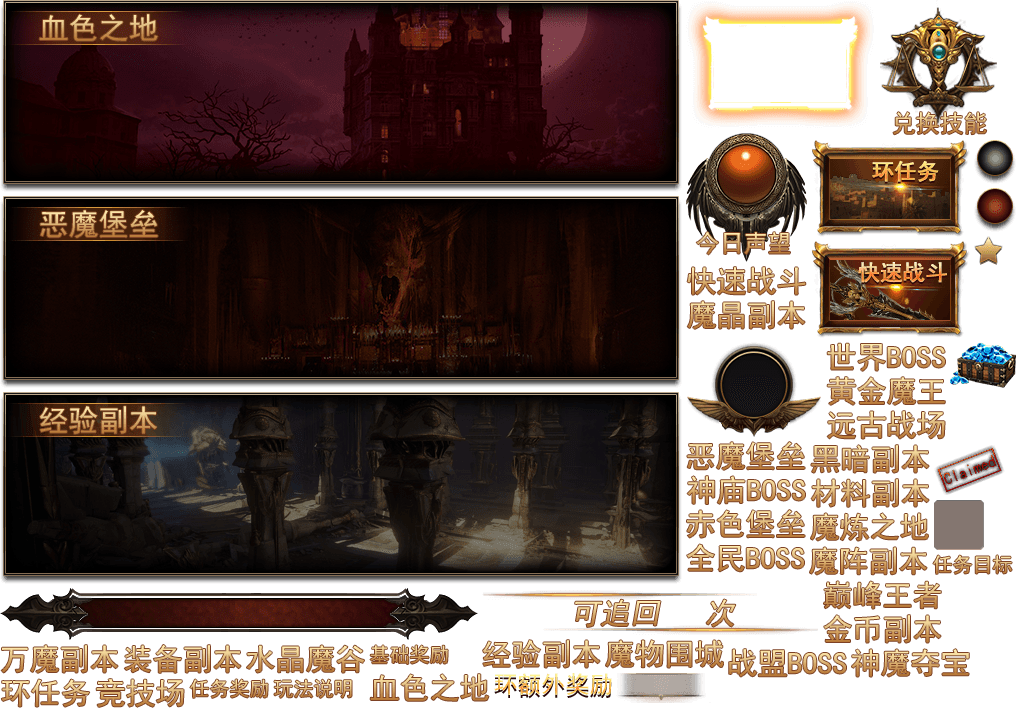 血色之地
兑换技能
环任务
恶魔堡垒
今日声望
快速战斗
快速战斗
魔晶副本
世界BOSS
黄金魔王
经验副本
远古战场
恶魔堡垒
黑暗副本
Claimed
神庙BOSS
材料副本
赤色堡垒
魔炼之地
全民BOSS
魔阵副本
任务目标
巅峰王者
可追回 次
金币副本
万魔副本
装备副本
水晶魔谷
基础奖励
经验副本
魔物围城
战盟BOSS
神魔夺宝
环任务
竞技场
任务奖励
玩法说明
血色之地
环额外奖励